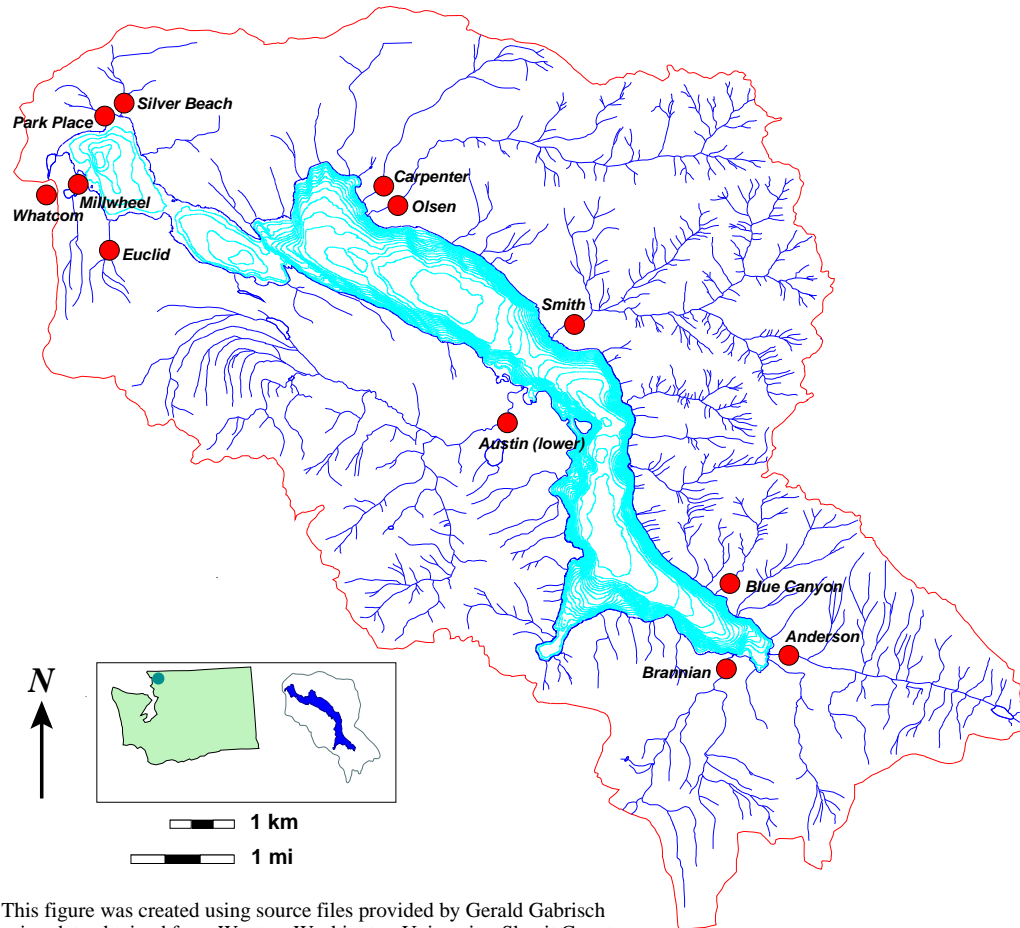 Silver Beach
Park Place
Carpenter
Olsen
Whatcom
Millwheel
Euclid
Smith
Austin (lower)
Blue Canyon
Anderson
Brannian
N
1 km
1 mi
This figure was created using source files provided by Gerald Gabrisch